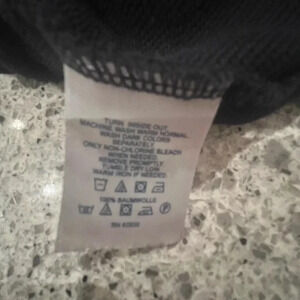 TURN INSIDE OUT.
MACHINE WASH WARM NORMAL.
WASH DARK COLORS
SEPARATELY
ONLY NON-CHLORINE BLEACH
WHEN NEEDED.
REMOVE PROMPTLY.
TUMBLE DRY LOW
WARM IRON IF NEEDED
100% BAUMWOLLE